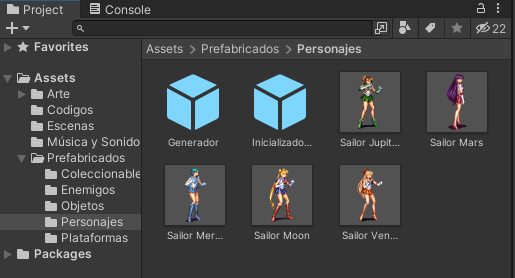 Project
Console
22
Favorites
Assets > Prefabricados > Personajes
Assets
Arte
Codigos
Escenas
Música y Sonido
Prefabricados
Coleccionable
Enemigos
Objetos
Personajes
Plataformas
Packages
Generador
Inicializado...
Sailor Jupit...
Sailor Mars
Sailor Mer...
Sailor Moon
Sailor Ven...